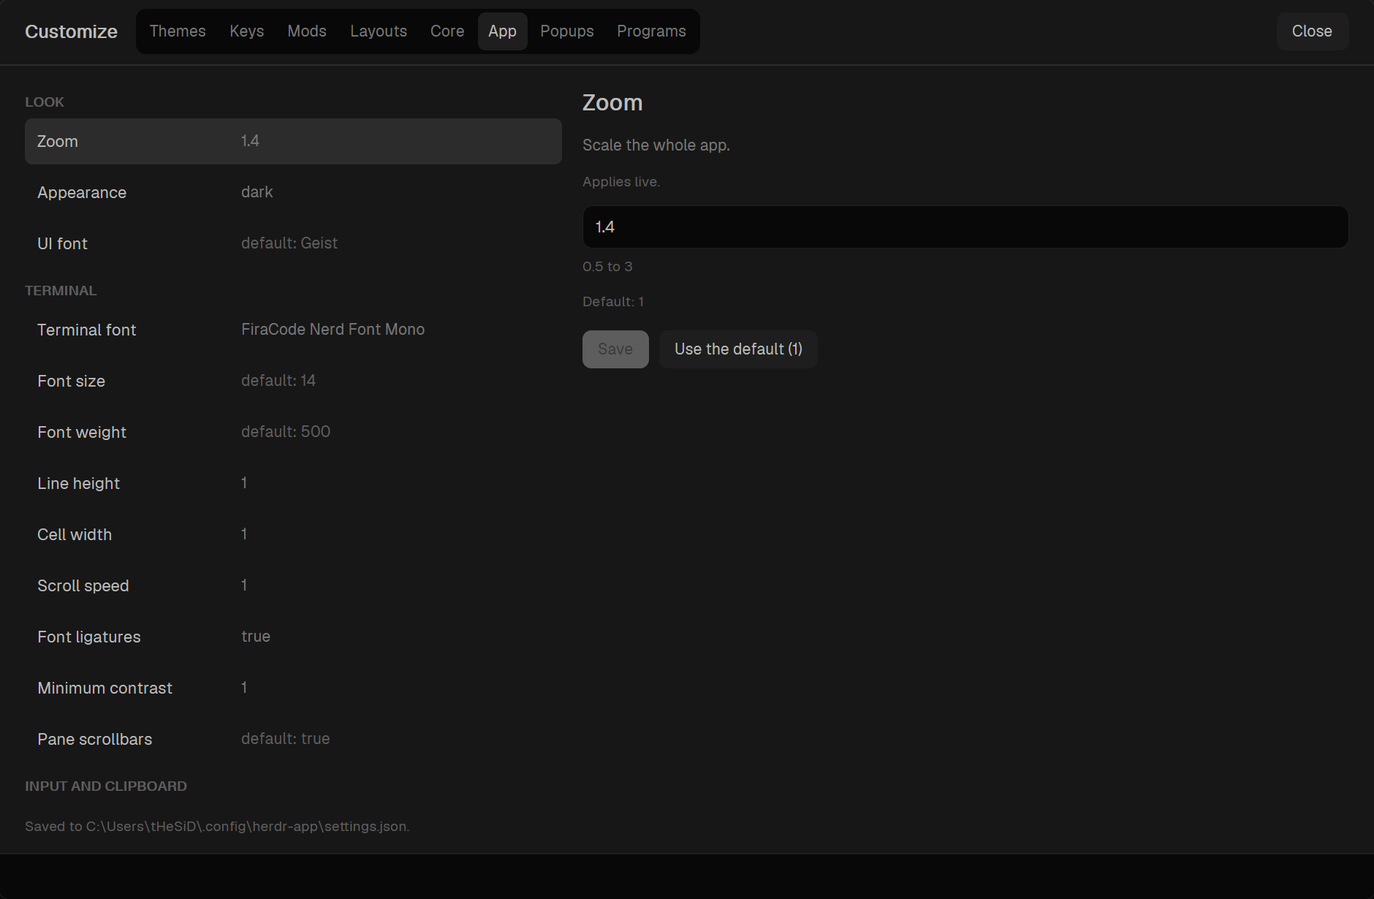 Customize Themes Keys Mods Layouts Core App Popups Programs Close
LOOK
Zoom 1.4
Appearance dark
UI font default: Geist
TERMINAL
Terminal font FiraCode Nerd Font Mono
Font size default: 14
Font weight default: 500
Line height 1
Cell width 1
Scroll speed 1
Font ligatures true
Minimum contrast 1
Pane scrollbars default: true
INPUT AND CLIPBOARD
Saved to C:\Users\tHeSiD\.config\herdr-app\settings.json.
Zoom
Scale the whole app.
Applies live.
1.4
0.5 to 3
Default: 1
Save Use the default (1)